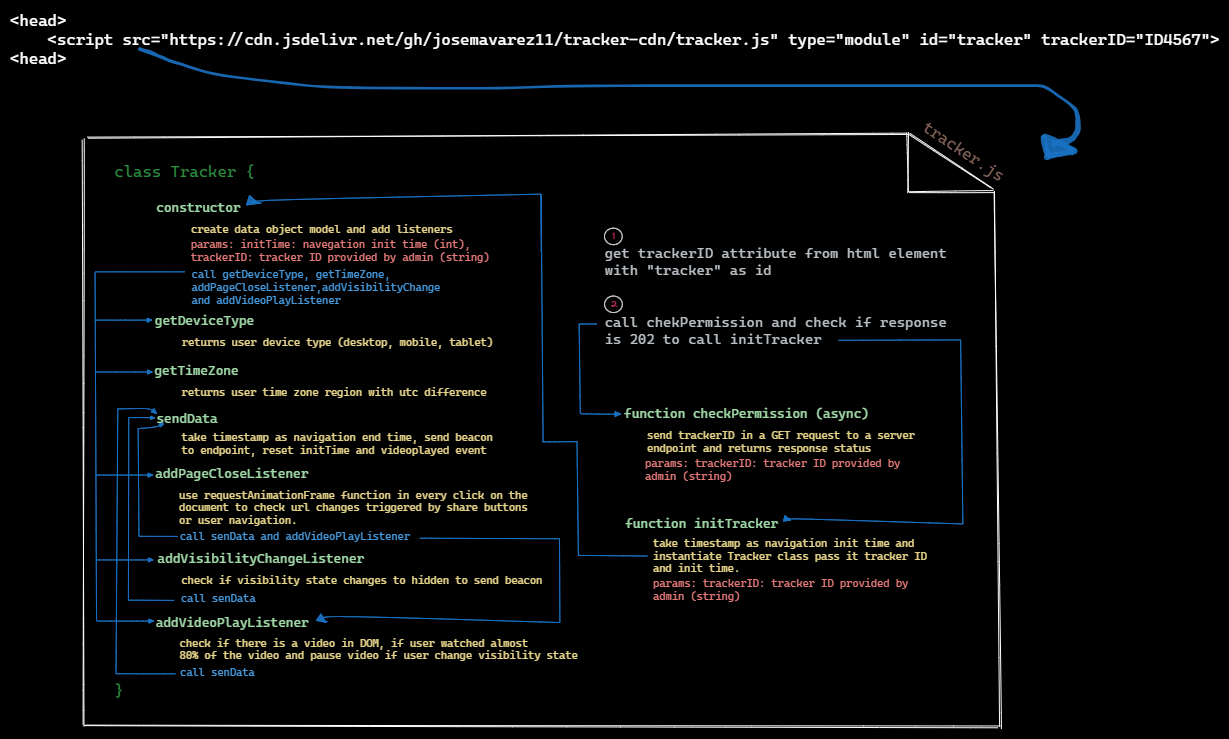 <head>
<script src="https://cdn.jsdelivr.net/gh/josemavarez11/tracker-cdn/tracker.js" type="module" id="tracker" trackerID="ID4567">
<head>
tracker.js
class Tracker {
constructor
create data object model and add listeners
params: initTime: navegation init time (int),
trackerID: tracker ID provided by admin (string)
call getDeviceType, getTimeZone,
addPageCloseListener,addVisibilityChange
and addVideoPlayListener
getDeviceType
returns user device type (desktop, mobile, tablet)
getTimeZone
returns user time zone region with utc difference
sendData
take timestamp as navigation end time, send beacon
to endpoint, reset initTime and videoplayed event
addPageCloseListener
use requestAnimationFrame function in every click on the
document to check url changes triggered by share buttons
or user navigation.
call senData and addVideoPlayListener
addVisibilityChangeListener
check if visibility state changes to hidden to send beacon
call senData
addVideoPlayListener
check if there is a video in DOM, if user watched almost
80% of the video and pause video if user change visibility state
call senData
}
1
get trackerID attribute from html element
with "tracker" as id
2
call chekPermission and check if response
is 202 to call initTracker
function checkPermission (async)
send trackerID in a GET request to a server
endpoint and returns response status
params: trackerID: tracker ID provided by
admin (string)
function initTracker
take timestamp as navigation init time and
instantiate Tracker class pass it tracker ID
and init time.
params: trackerID: tracker ID provided by
admin (string)